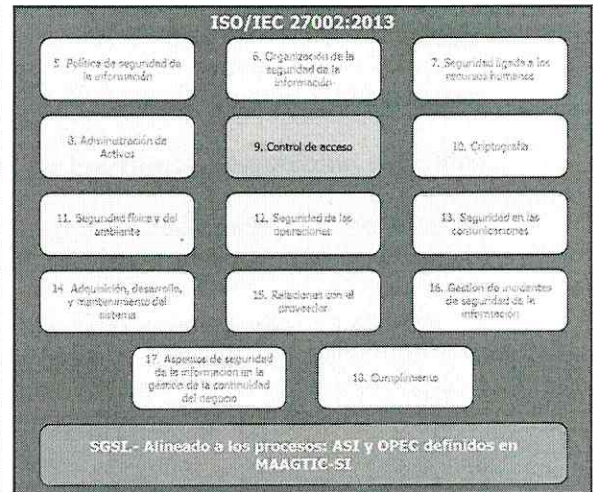 ISO/IEC 27002:2013
5. Política de seguridad de
la información
6. Organización de la
seguridad de la
información
7. Seguridad ligada a los
recursos humanos
8. Administración de
Activos
9. Control de acceso
10. Criptografía
11. Seguridad física y del
ambiente
12. Seguridad de las
operaciones
13. Seguridad en las
comunicaciones
14. Adquisición, desarrollo,
y mantenimiento del
sistema
15. Relaciones con el
proveedor
16. Gestión de incidentes
de seguridad de la
información
17. Aspectos de seguridad
de la información en la
gestión de la continuidad
del negocio
18. Cumplimiento
SGSI.- Alineado a los procesos: ASI y OPEC definidos en
MAAGTIC-SI